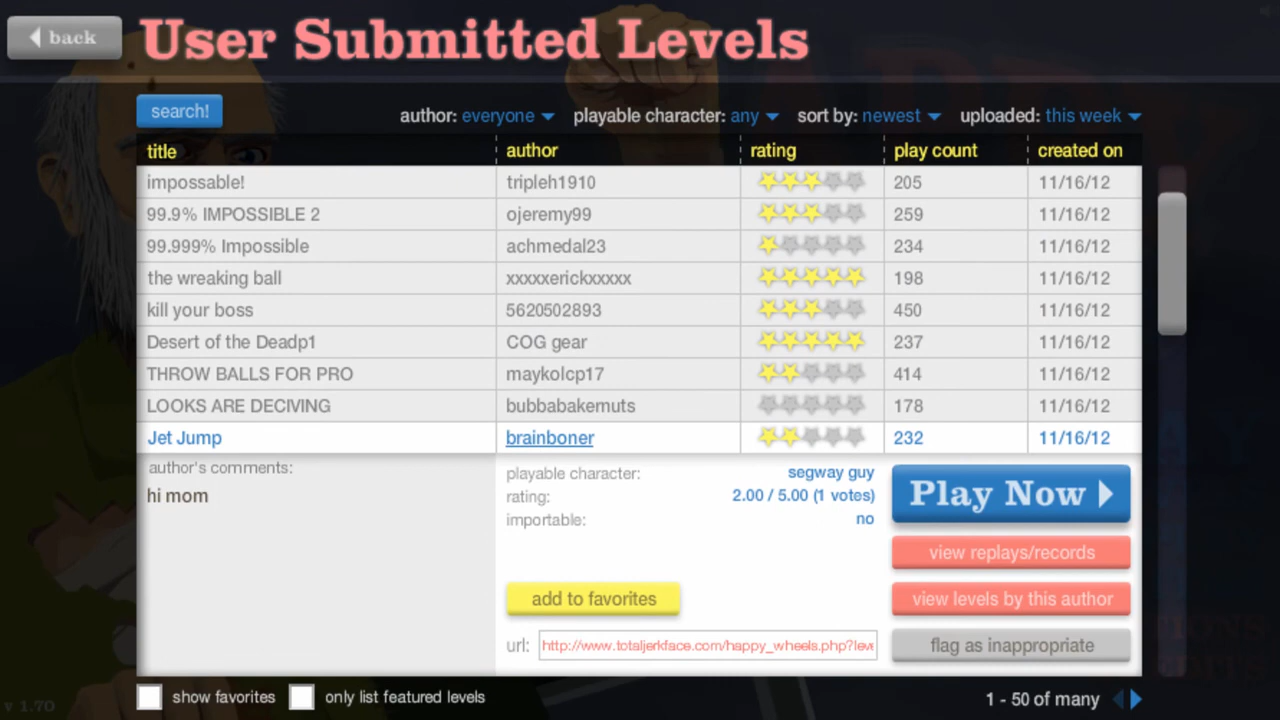 back
User Submitted Levels
search!
author: everyone playable character: any sort by: newest uploaded: this week
title author rating play count created on
impossable! tripleh1910 205 11/16/12
99.9% IMPOSSIBLE 2 ojeremy99 259 11/16/12
99.999% Impossible achmedal23 234 11/16/12
the wreaking ball xxxxxerickxxxxx 198 11/16/12
kill your boss 5620502893 450 11/16/12
Desert of the Deadp1 COG gear 237 11/16/12
THROW BALLS FOR PRO maykolcp17 414 11/16/12
LOOKS ARE DECIVING bubbabakemuts 178 11/16/12
Jet Jump brainboner 232 11/16/12
author's comments:
hi mom
playable character: segway guy
rating: 2.00 / 5.00 (1 votes)
importable: no
Play Now
view replays/records
add to favorites
view levels by this author
url: http://www.totaljerkface.com/happy_wheels.php?leve
flag as inappropriate
show favorites only list featured levels
1 - 50 of many
v 1.70